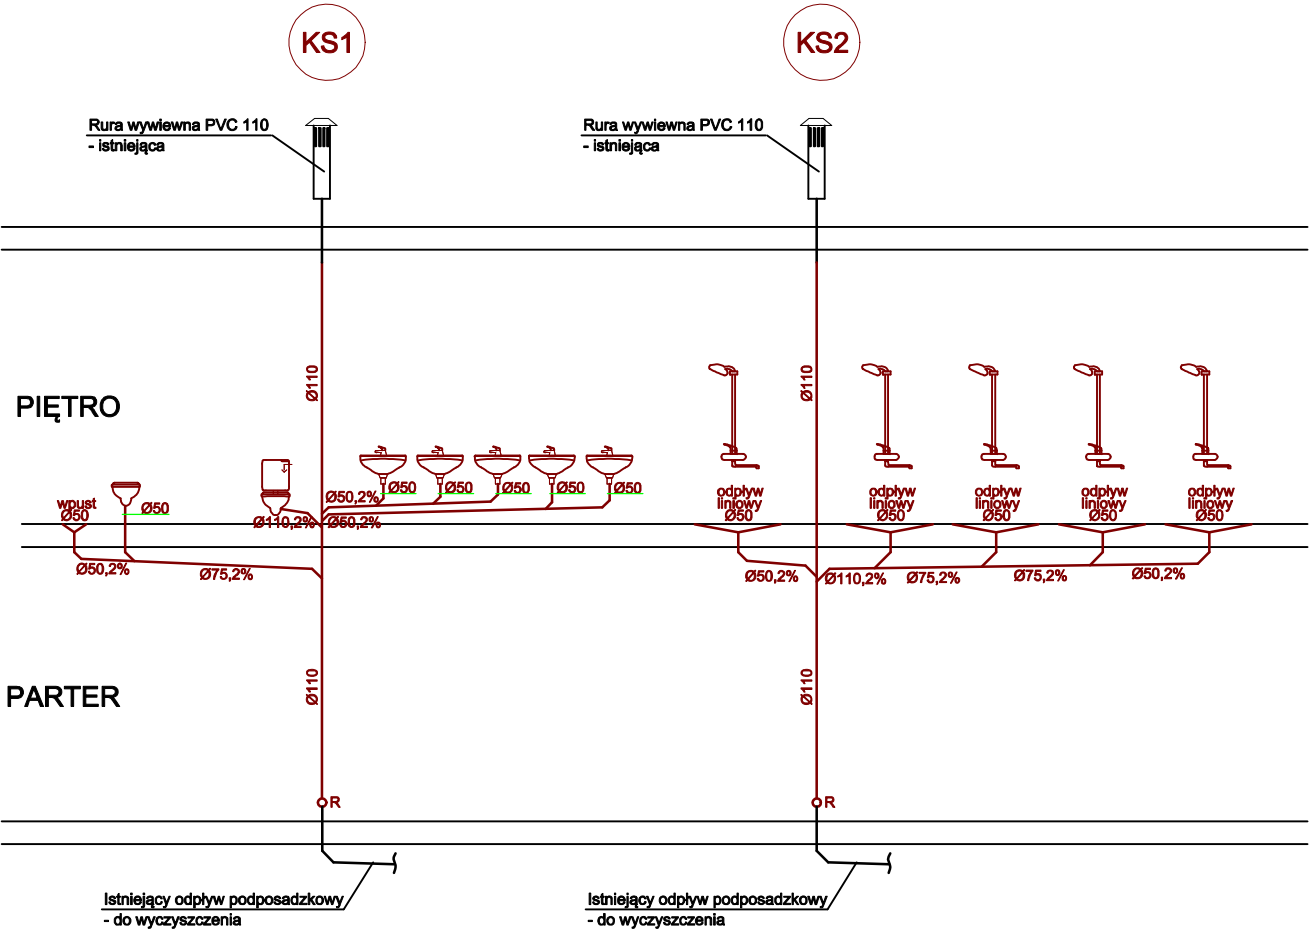 KS1
KS2
Rura wywiewna PVC 110
- istniejąca
Rura wywiewna PVC 110
- istniejąca
Ø110
Ø110
PIĘTRO
wpust
Ø50
Ø50
Ø110,2%
Ø50,2%
Ø50,2%
Ø50
Ø50
Ø50
Ø50
Ø50
odpływ
liniowy
Ø50
odpływ
liniowy
Ø50
odpływ
liniowy
Ø50
odpływ
liniowy
Ø50
odpływ
liniowy
Ø50
Ø50,2%
Ø75,2%
Ø50,2%
Ø110,2%
Ø75,2%
Ø75,2%
Ø50,2%
Ø110
Ø110
PARTER
R
R
Istniejący odpływ podposadzkowy
- do wyczyszczenia
Istniejący odpływ podposadzkowy
- do wyczyszczenia